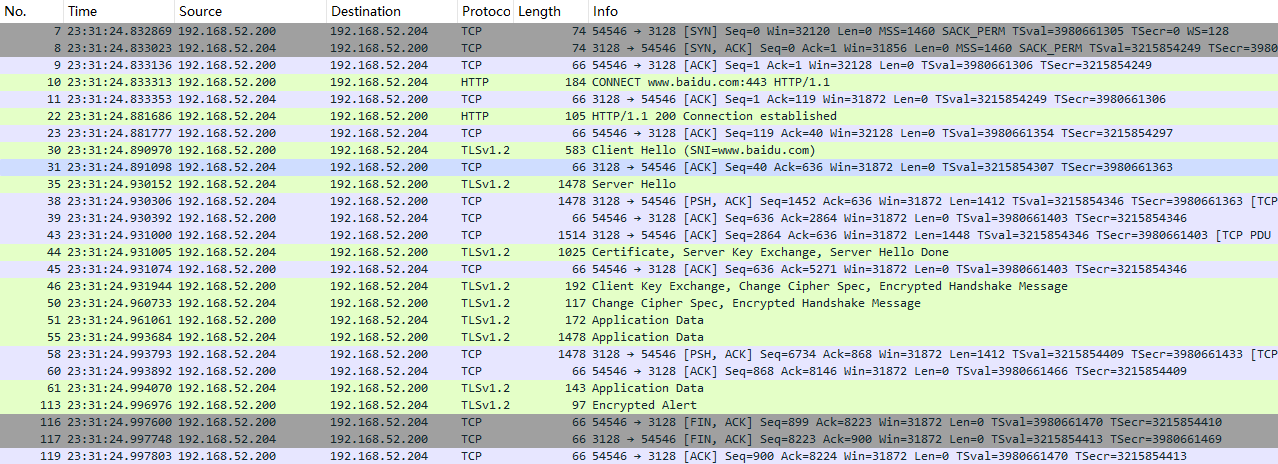 No. Time Source Destination Protoco Length Info
7 23:31:24.832869 192.168.52.200 192.168.52.204 TCP 74 54546 → 3128 [SYN] Seq=0 Win=32120 Len=0 MSS=1460 SACK_PERM TSval=3980661305 TSecr=0 WS=128
8 23:31:24.833023 192.168.52.204 192.168.52.200 TCP 74 3128 → 54546 [SYN, ACK] Seq=0 Ack=1 Win=31856 Len=0 MSS=1460 SACK_PERM TSval=3215854249 TSecr=3980
9 23:31:24.833136 192.168.52.200 192.168.52.204 TCP 66 54546 → 3128 [ACK] Seq=1 Ack=1 Win=32128 Len=0 TSval=3980661306 TSecr=3215854249
10 23:31:24.833313 192.168.52.200 192.168.52.204 HTTP 184 CONNECT www.baidu.com:443 HTTP/1.1
11 23:31:24.833353 192.168.52.204 192.168.52.200 TCP 66 3128 → 54546 [ACK] Seq=1 Ack=119 Win=31872 Len=0 TSval=3215854249 TSecr=3980661306
22 23:31:24.881686 192.168.52.204 192.168.52.200 HTTP 105 HTTP/1.1 200 Connection established
23 23:31:24.881777 192.168.52.200 192.168.52.204 TCP 66 54546 → 3128 [ACK] Seq=119 Ack=40 Win=32128 Len=0 TSval=3980661354 TSecr=3215854297
30 23:31:24.890970 192.168.52.200 192.168.52.204 TLSv1.2 583 Client Hello (SNI=www.baidu.com)
31 23:31:24.891098 192.168.52.204 192.168.52.200 TCP 66 3128 → 54546 [ACK] Seq=40 Ack=636 Win=31872 Len=0 TSval=3215854307 TSecr=3980661363
35 23:31:24.930152 192.168.52.204 192.168.52.200 TLSv1.2 1478 Server Hello
38 23:31:24.930306 192.168.52.204 192.168.52.200 TCP 1478 3128 → 54546 [PSH, ACK] Seq=1452 Ack=636 Win=31872 Len=1412 TSval=3215854346 TSecr=3980661363 [TCP
39 23:31:24.930392 192.168.52.200 192.168.52.204 TCP 66 54546 → 3128 [ACK] Seq=636 Ack=2864 Win=31872 Len=0 TSval=3980661403 TSecr=3215854346
43 23:31:24.931000 192.168.52.204 192.168.52.200 TCP 1514 3128 → 54546 [ACK] Seq=2864 Ack=636 Win=31872 Len=1448 TSval=3215854346 TSecr=3980661403 [TCP PDU
44 23:31:24.931005 192.168.52.204 192.168.52.200 TLSv1.2 1025 Certificate, Server Key Exchange, Server Hello Done
45 23:31:24.931074 192.168.52.200 192.168.52.204 TCP 66 54546 → 3128 [ACK] Seq=636 Ack=5271 Win=31872 Len=0 TSval=3980661403 TSecr=3215854346
46 23:31:24.931944 192.168.52.200 192.168.52.204 TLSv1.2 192 Client Key Exchange, Change Cipher Spec, Encrypted Handshake Message
50 23:31:24.960733 192.168.52.204 192.168.52.200 TLSv1.2 117 Change Cipher Spec, Encrypted Handshake Message
51 23:31:24.961061 192.168.52.200 192.168.52.204 TLSv1.2 172 Application Data
55 23:31:24.993684 192.168.52.204 192.168.52.200 TLSv1.2 1478 Application Data
58 23:31:24.993793 192.168.52.204 192.168.52.200 TCP 1478 3128 → 54546 [PSH, ACK] Seq=6734 Ack=868 Win=31872 Len=1412 TSval=3215854409 TSecr=3980661433 [TCP
60 23:31:24.993892 192.168.52.200 192.168.52.204 TCP 66 54546 → 3128 [ACK] Seq=868 Ack=8146 Win=31872 Len=0 TSval=3980661466 TSecr=3215854409
61 23:31:24.994070 192.168.52.204 192.168.52.200 TLSv1.2 143 Application Data
113 23:31:24.996976 192.168.52.200 192.168.52.204 TLSv1.2 97 Encrypted Alert
116 23:31:24.997600 192.168.52.200 192.168.52.204 TCP 66 54546 → 3128 [FIN, ACK] Seq=899 Ack=8223 Win=31872 Len=0 TSval=3980661470 TSecr=3215854410
117 23:31:24.997748 192.168.52.204 192.168.52.200 TCP 66 3128 → 54546 [FIN, ACK] Seq=8223 Ack=900 Win=31872 Len=0 TSval=3215854413 TSecr=3980661469
119 23:31:24.997803 192.168.52.200 192.168.52.204 TCP 66 54546 → 3128 [ACK] Seq=900 Ack=8224 Win=31872 Len=0 TSval=3980661470 TSecr=3215854413